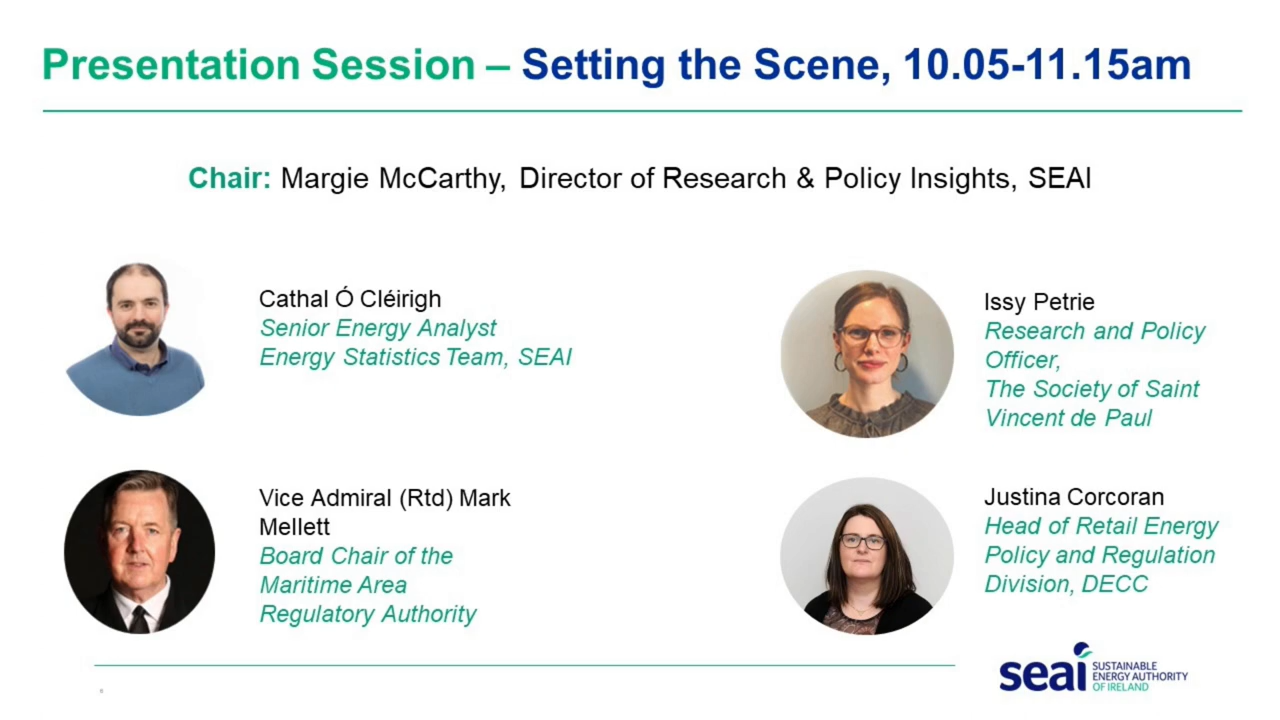 Presentation Session – Setting the Scene, 10.05-11.15am
Chair: Margie McCarthy, Director of Research & Policy Insights, SEAI
Cathal Ó Cléirigh
Senior Energy Analyst
Energy Statistics Team, SEAI
Issy Petrie
Research and Policy
Officer,
The Society of Saint
Vincent de Paul
Vice Admiral (Rtd) Mark
Mellett
Board Chair of the
Maritime Area
Regulatory Authority
Justina Corcoran
Head of Retail Energy
Policy and Regulation
Division, DECC
seai
SUSTAINABLE
ENERGY AUTHORITY
OF IRELAND